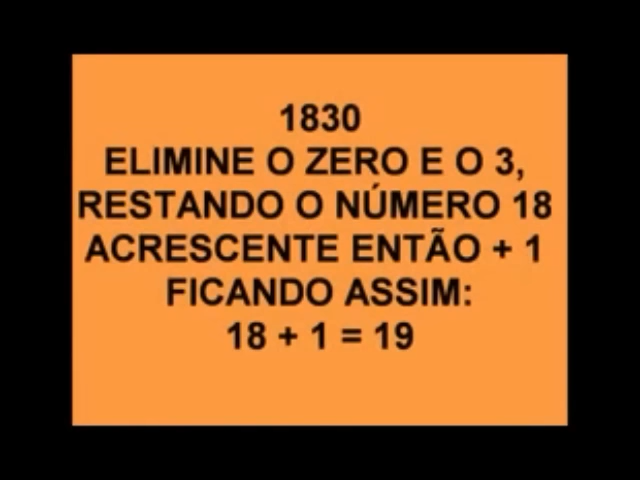 1830
ELIMINE O ZERO E O 3,
RESTANDO O NÚMERO 18
ACRESCENTE ENTÃO + 1
FICANDO ASSIM:
18 + 1 = 19